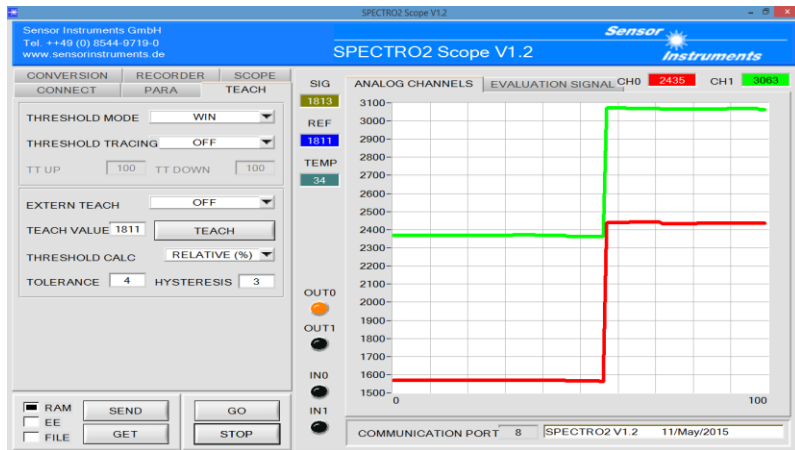 SPECTRO2 Scope V1.2
Sensor Instruments GmbH
Tel. ++49 (0) 8544-9719-0
www.sensorinstruments.de
SPECTRO2 Scope V1.2
Sensor
Instruments
CONVERSION RECORDER SCOPE
CONNECT PARA TEACH
THRESHOLD MODE WIN
THRESHOLD TRACING OFF
TT UP 100 TT DOWN 100
EXTERN TEACH OFF
TEACH VALUE 1811 TEACH
THRESHOLD CALC RELATIVE (%)
TOLERANCE 4 HYSTERESIS 3
RAM
EE
FILE
SEND GO
GET STOP
SIG
1813
REF
1811
TEMP
34
OUT0
OUT1
IN0
IN1
ANALOG CHANNELS EVALUATION SIGNAL CH0 2435 CH1 3063
3100
3000
2900
2800
2700
2600
2500
2400
2300
2200
2100
2000
1900
1800
1700
1600
1500
0 100
COMMUNICATION PORT 8 SPECTRO2 V1.2 11/May/2015